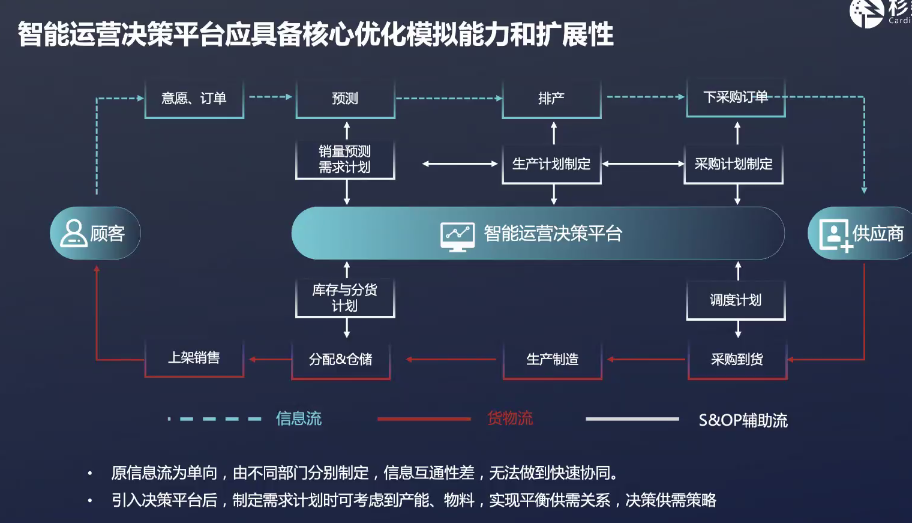 智能运营决策平台应具备核心优化模拟能力和扩展性
杉
Cardi
意愿、订单
预测
排产
下采购订单
销量预测
需求计划
生产计划制定
采购计划制定
顾客
智能运营决策平台
供应商
库存与分货
计划
调度计划
上架销售
分配&仓储
生产制造
采购到货
信息流
货物流
S&OP辅助流
• 原信息流为单向，由不同部门分别制定，信息互通性差，无法做到快速协同。
• 引入决策平台后，制定需求计划时可考虑到产能、物料，实现平衡供需关系，决策供需策略